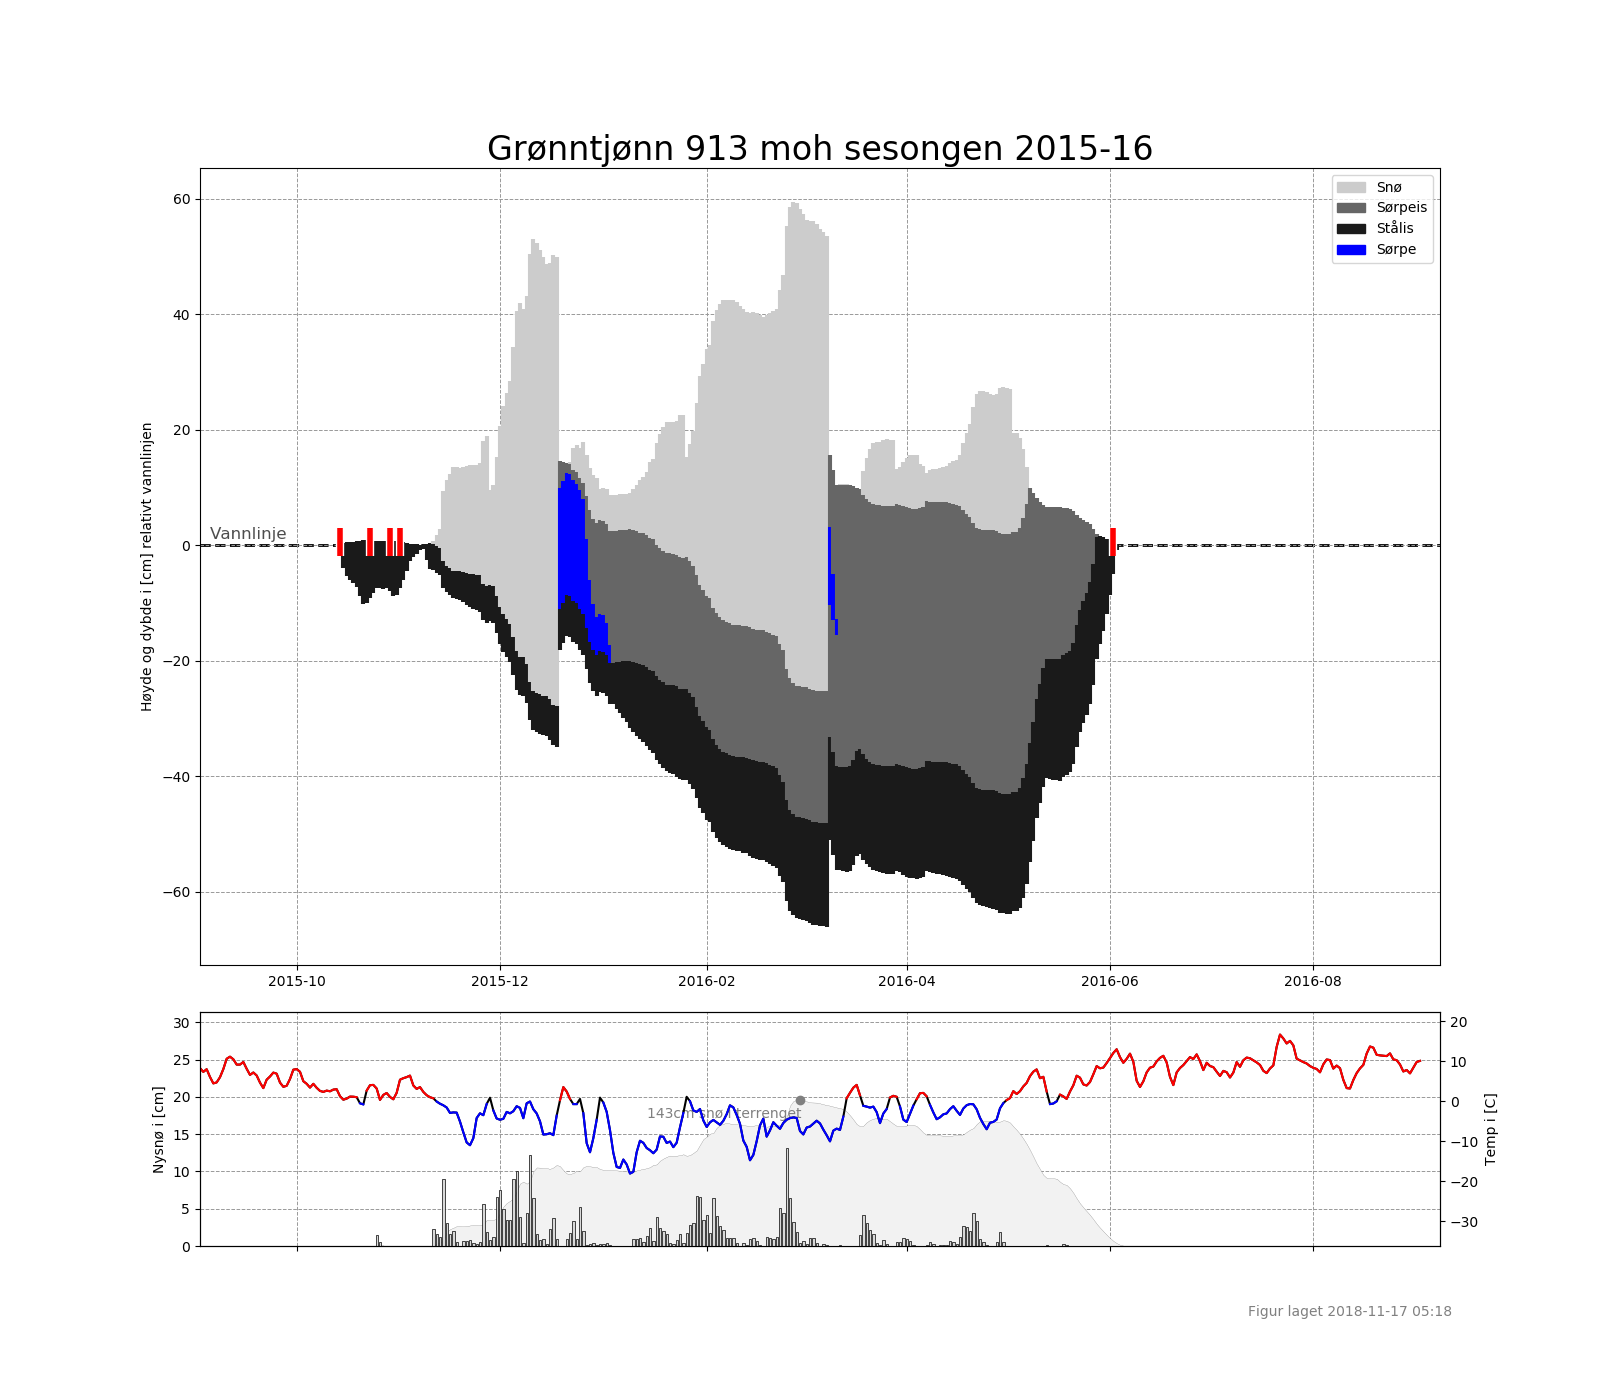 Grønntjønn 913 moh sesongen 2015-16
Snø
Sørpeis
Stålis
Sørpe
60
40
20
0
−20
−40
−60
Høyde og dybde i [cm] relativt vannlinjen
Vannlinje
2015-10
2015-12
2016-02
2016-04
2016-06
2016-08
30
25
20
15
10
5
0
Nysnø i [cm]
143cm snø i terrenget
20
10
0
−10
−20
−30
Temp i [C]
Figur laget 2018-11-17 05:18